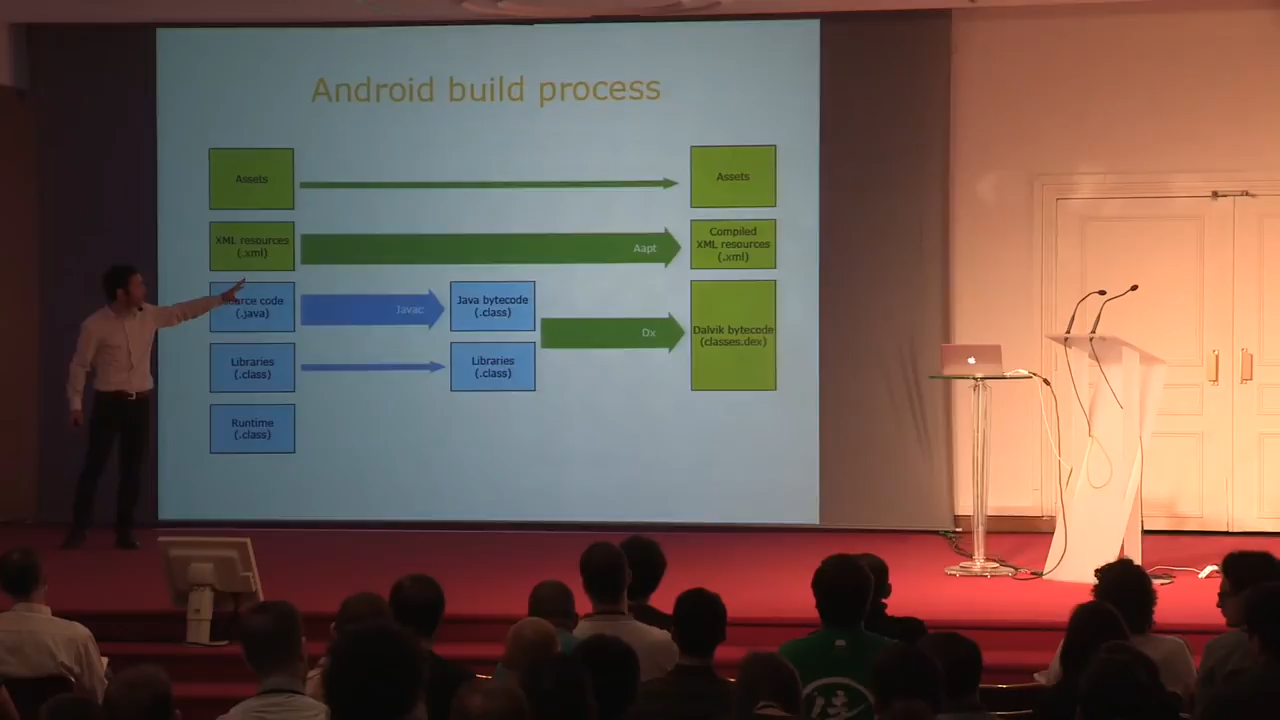 Android build process
Assets
Assets
XML resources
(.xml)
Aapt
Compiled
XML resources
(.xml)
Source code
(.java)
Javac
Java bytecode
(.class)
Dx
Dalvik bytecode
(classes.dex)
Libraries
(.class)
Libraries
(.class)
Runtime
(.class)